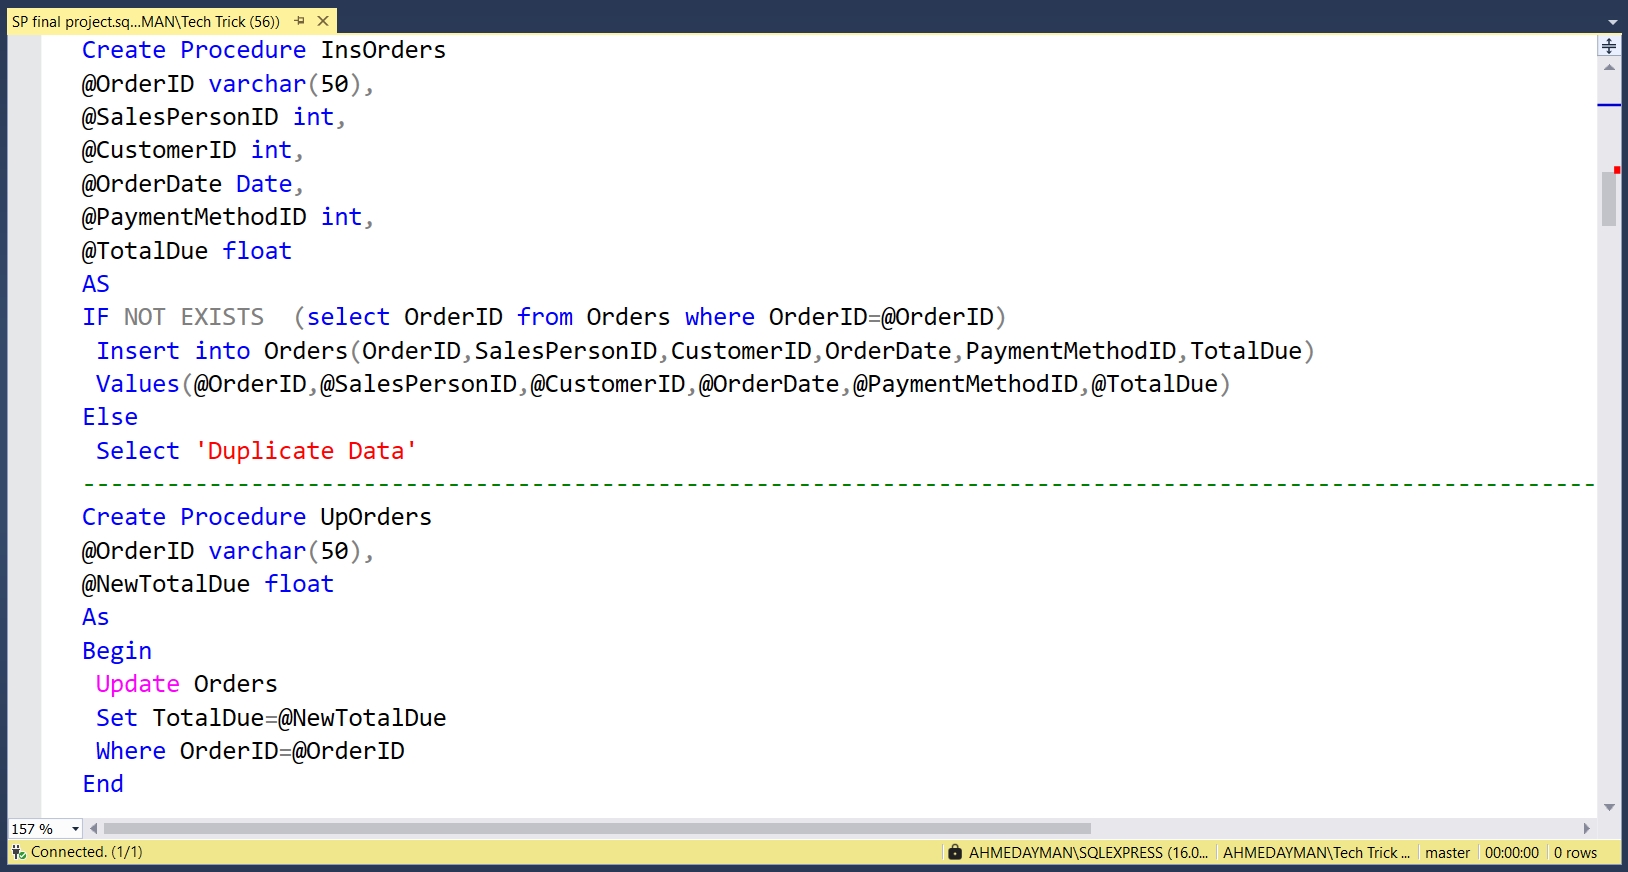 SP final project.sq...MAN\Tech Trick (56))
Create Procedure InsOrders
@OrderID varchar(50),
@SalesPersonID int,
@CustomerID int,
@OrderDate Date,
@PaymentMethodID int,
@TotalDue float
AS
IF NOT EXISTS  (select OrderID from Orders where OrderID=@OrderID)
 Insert into Orders(OrderID,SalesPersonID,CustomerID,OrderDate,PaymentMethodID,TotalDue)
 Values(@OrderID,@SalesPersonID,@CustomerID,@OrderDate,@PaymentMethodID,@TotalDue)
Else
 Select 'Duplicate Data'
------------------------------------------------------------------------------------------------------------
Create Procedure UpOrders
@OrderID varchar(50),
@NewTotalDue float
As
Begin
 Update Orders
 Set TotalDue=@NewTotalDue
 Where OrderID=@OrderID
End
157 %
Connected. (1/1) AHMEDAYMAN\SQLEXPRESS (16.0... AHMEDAYMAN\Tech Trick ... master 00:00:00 0 rows